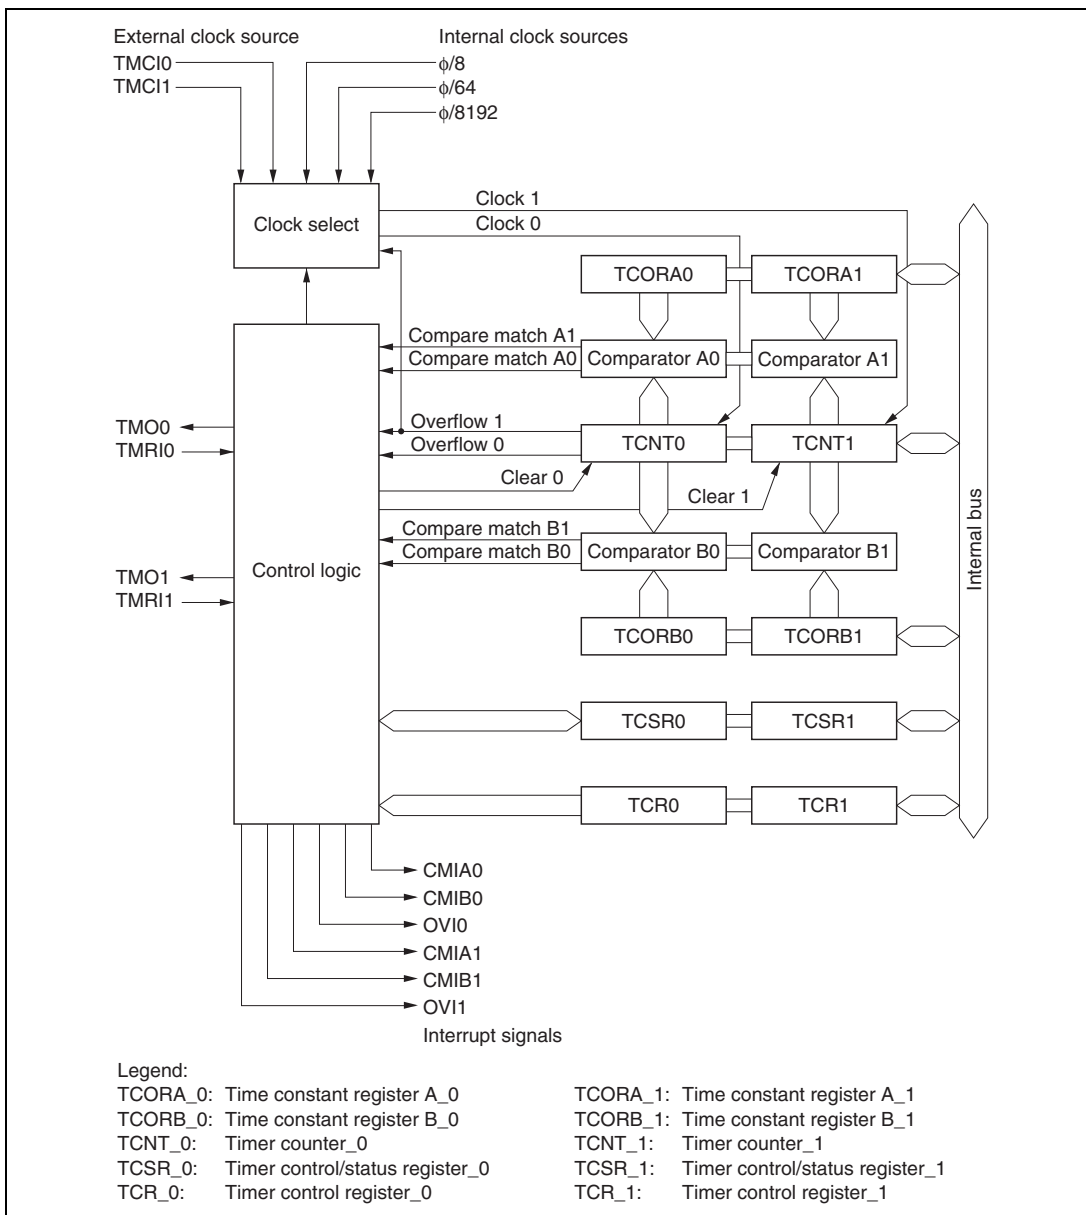 External clock source
Internal clock sources
TMCI0
TMCI1
ϕ/8
ϕ/64
ϕ/8192
Clock select
Clock 1
Clock 0
TCORA0
TCORA1
Compare match A1
Compare match A0
Comparator A0
Comparator A1
TMO0
TMRI0
Overflow 1
Overflow 0
TCNT0
TCNT1
Clear 0
Clear 1
Internal bus
Compare match B1
Compare match B0
Comparator B0
Comparator B1
Control logic
TMO1
TMRI1
TCORB0
TCORB1
TCSR0
TCSR1
TCR0
TCR1
CMIA0
CMIB0
OVI0
CMIA1
CMIB1
OVI1
Interrupt signals
Legend:
TCORA_0: Time constant register A_0
TCORB_0: Time constant register B_0
TCNT_0: Timer counter_0
TCSR_0: Timer control/status register_0
TCR_0: Timer control register_0
TCORA_1: Time constant register A_1
TCORB_1: Time constant register B_1
TCNT_1: Timer counter_1
TCSR_1: Timer control/status register_1
TCR_1: Timer control register_1